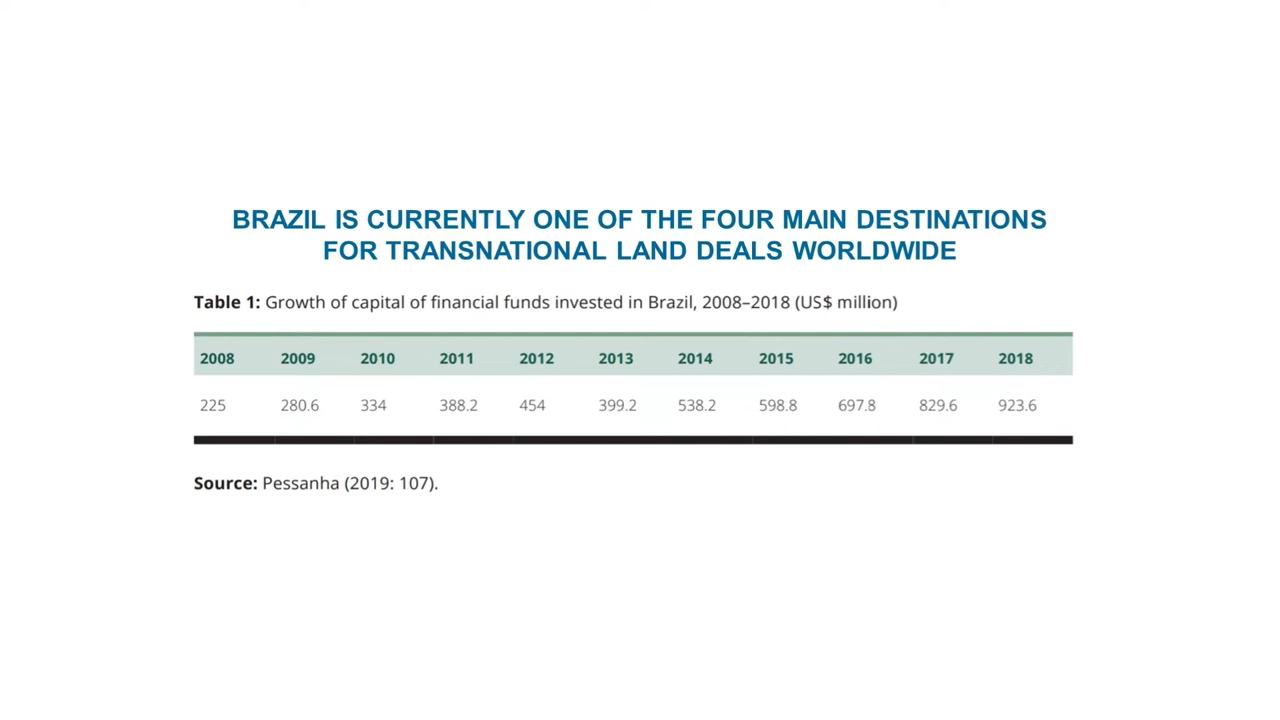 BRAZIL IS CURRENTLY ONE OF THE FOUR MAIN DESTINATIONS
FOR TRANSNATIONAL LAND DEALS WORLDWIDE
Table 1: Growth of capital of financial funds invested in Brazil, 2008–2018 (US$ million)
2008 2009 2010 2011 2012 2013 2014 2015 2016 2017 2018
225 280.6 334 388.2 454 399.2 538.2 598.8 697.8 829.6 923.6
Source: Pessanha (2019: 107).